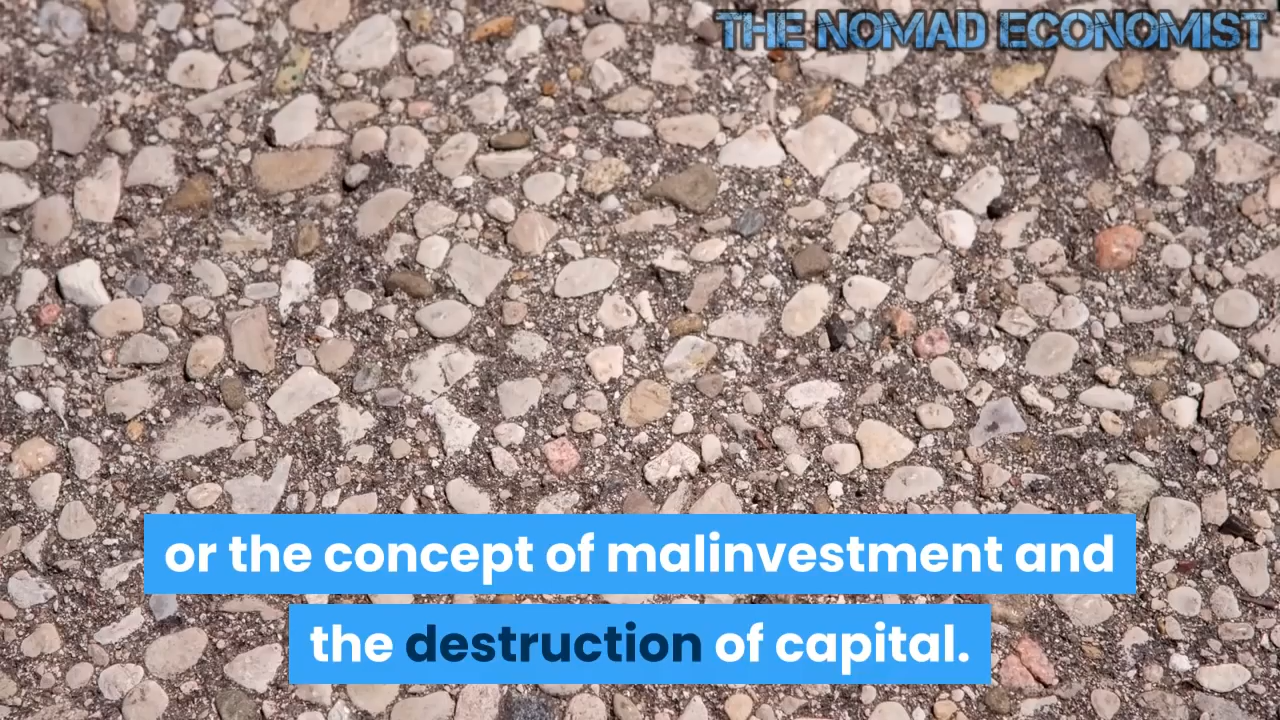 THE NOMAD ECONOMIST
or the concept of malinvestment and
the destruction of capital.